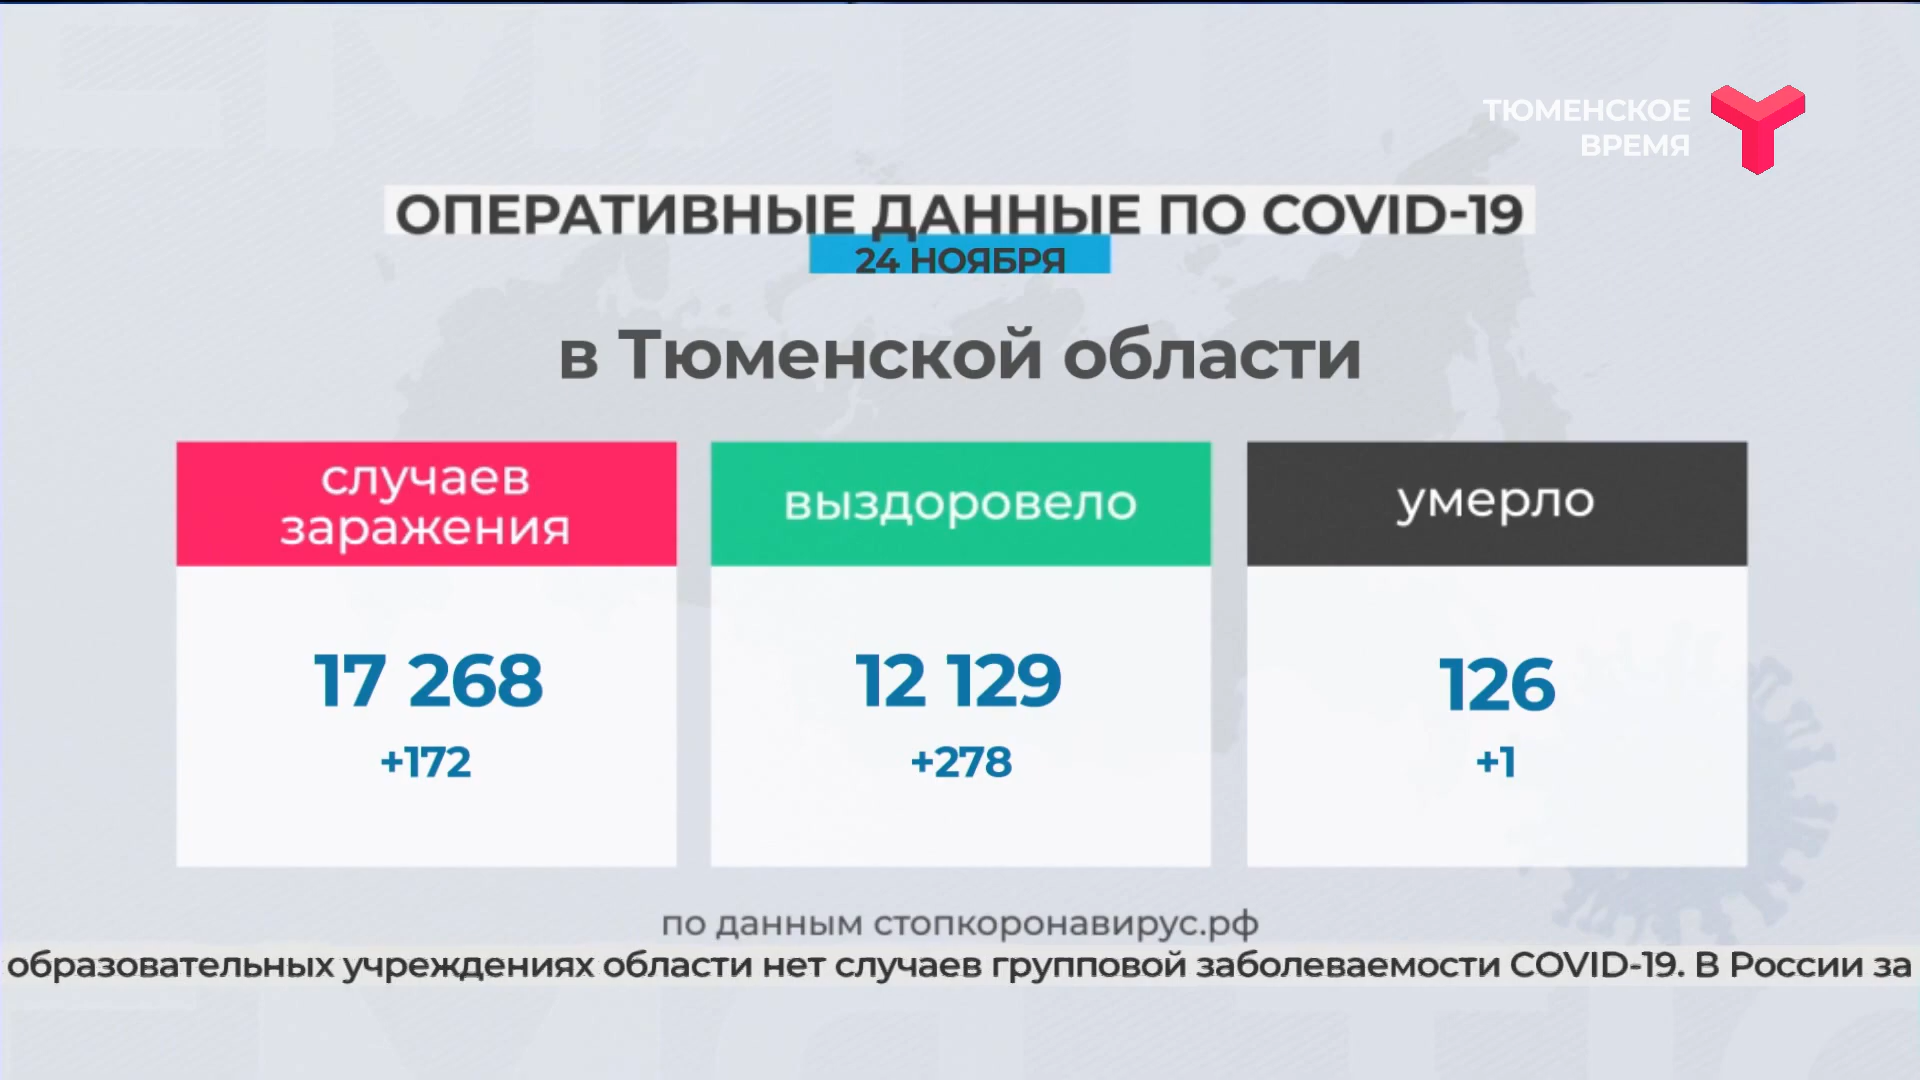 ТЮМЕНСКОЕ
ВРЕМЯ
ОПЕРАТИВНЫЕ ДАННЫЕ ПО COVID-19
24 НОЯБРЯ
в Тюменской области
случаев
заражения
17 268
+172
выздоровело
12 129
+278
умерло
126
+1
по данным стопкоронавирус.рф
образовательных учреждениях области нет случаев групповой заболеваемости COVID-19. В России за